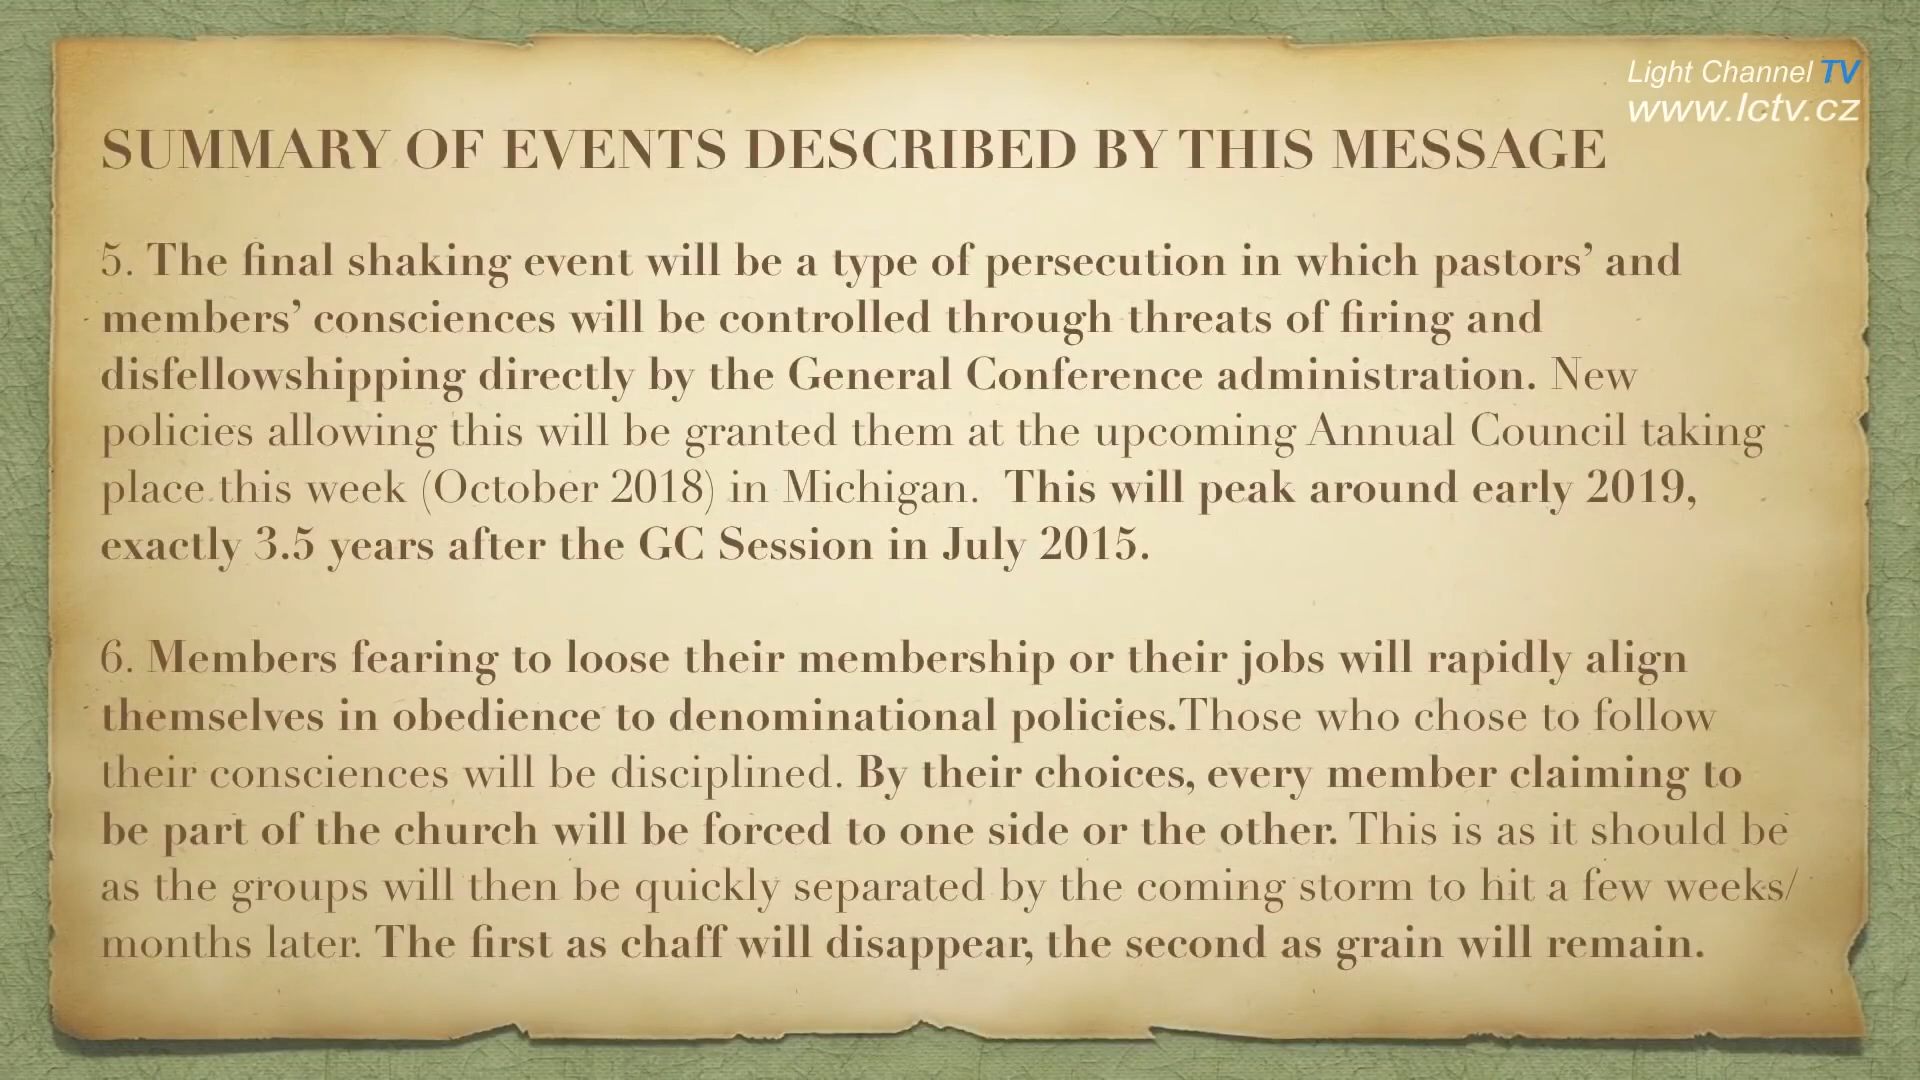 Light Channel TV
www.lctv.cz
SUMMARY OF EVENTS DESCRIBED BY THIS MESSAGE
5. The final shaking event will be a type of persecution in which pastors’ and
members’ consciences will be controlled through threats of firing and
disfellowshipping directly by the General Conference administration. New
policies allowing this will be granted them at the upcoming Annual Council taking
place this week (October 2018) in Michigan. This will peak around early 2019,
exactly 3.5 years after the GC Session in July 2015.
6. Members fearing to loose their membership or their jobs will rapidly align
themselves in obedience to denominational policies.Those who chose to follow
their consciences will be disciplined. By their choices, every member claiming to
be part of the church will be forced to one side or the other. This is as it should be
as the groups will then be quickly separated by the coming storm to hit a few weeks/
months later. The first as chaff will disappear, the second as grain will remain.